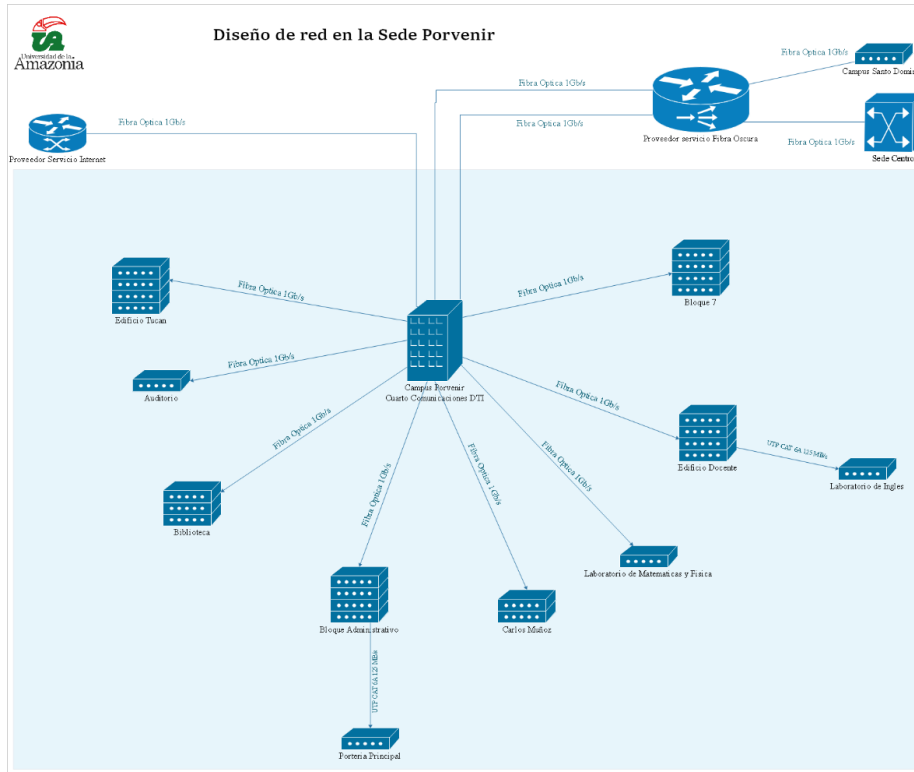 Diseño de red en la Sede Porvenir
Universidad de la
Amazonia
Fibra Optica 1Gb/s
Fibra Optica 1Gb/s
Campus Santo Domi
Fibra Optica 1Gb/s
Fibra Optica 1Gb/s
Proveedor servicio Fibra Oscura
Fibra Optica 1Gb/s
Proveedor Servicio Internet
Sede Centro
Fibra Optica 1Gb/s
Fibra Optica 1Gb/s
Edificio Tucan
Bloque 7
Fibra Optica 1Gb/s
Auditorio
Campus Porvenir
Cuarto Comunicaciones DTI
Fibra Optica 1Gb/s
Fibra Optica 1Gb/s
Fibra Optica 1Gb/s
Fibra Optica 1Gb/s
Fibra Optica 1Gb/s
UTP CAT 6A 125 MB/s
Edificio Docente
Laboratorio de Ingles
Biblioteca
Laboratorio de Matematicas y Fisica
Bloque Administrativo
Carlos Muñoz
UTP CAT 6A 125 MB/s
Porteria Principal